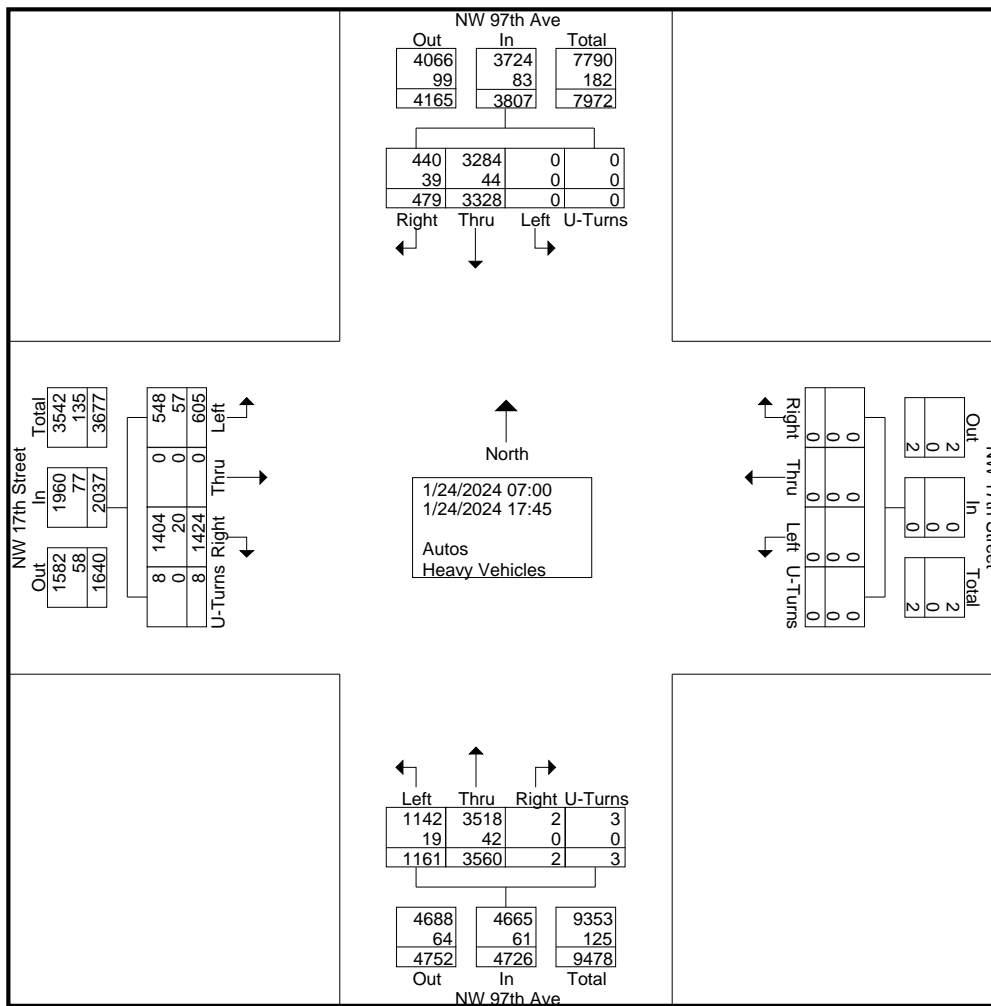 NW 97th Ave
Out In Total
4066 3724 7790
99 83 182
4165 3807 7972
440 3284 0 0
39 44 0 0
479 3328 0 0
Right Thru Left U-Turns
NW 17th Street
Total In Out
3542 1960 1582
135 77 58
3677 2037 1640
548 0 1404 8
57 0 20 0
605 0 1424 8
Left Thru Right U-Turns
North
1/24/2024 07:00
1/24/2024 17:45
Autos
Heavy Vehicles
Right Thru Left U-Turns
0 0 0 0
0 0 0 0
0 0 0 0
Out In Total
2 0 2
0 0 0
2 0 2
NW 17th Street
Left Thru Right U-Turns
1142 3518 2 3
19 42 0 0
1161 3560 2 3
4688 4665 9353
64 61 125
4752 4726 9478
Out In Total
NW 97th Ave